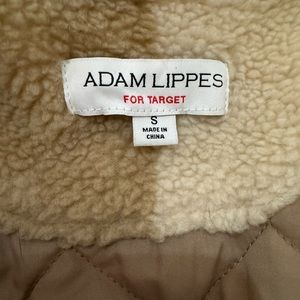 ADAM LIPPES
FOR TARGET
S
MADE IN
CHINA